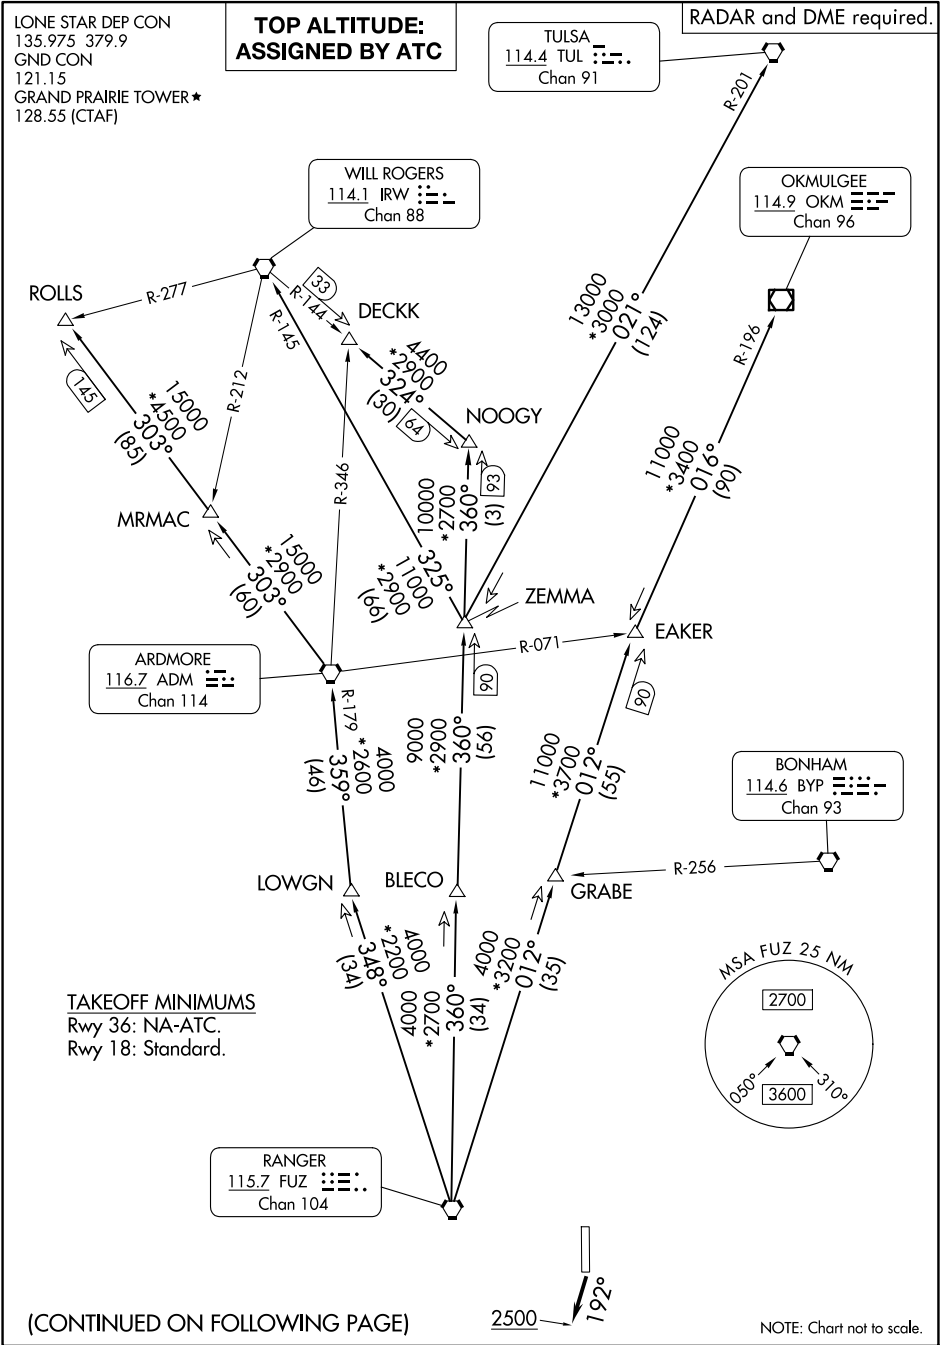 LONE STAR DEP CON
135.975 379.9
GND CON
121.15
GRAND PRAIRIE TOWER★
128.55 (CTAF)
TOP ALTITUDE:
ASSIGNED BY ATC
RADAR and DME required.
TULSA
114.4 TUL
Chan 91
R-201
WILL ROGERS
114.1 IRW
Chan 88
OKMULGEE
114.9 OKM
Chan 96
ROLLS
R-277
33
R-144
DECKK
R-145
R-212
145
15000
*4500
303°
(85)
4400
*2900
324°
(30)
64
NOOGY
93
13000
*3000
021°
(124)
R-196
11000
*3400
016°
(90)
MRMAC
R-346
10000
*2700
360°
(3)
15000
*2900
303°
(60)
325°
11000
*2900
(66)
ZEMMA
EAKER
R-071
90
90
ARDMORE
116.7 ADM
Chan 114
R-179
4000
*2600
359°
(46)
9000
*2900
360°
(56)
11000
*3700
012°
(55)
BONHAM
114.6 BYP
Chan 93
R-256
LOWGN
BLECO
GRABE
4000
*2200
348°
(34)
4000
*2700
360°
(34)
4000
*3200
012°
(35)
MSA FUZ 25 NM
2700
050°
3600
310°
TAKEOFF MINIMUMS
Rwy 36: NA-ATC.
Rwy 18: Standard.
RANGER
115.7 FUZ
Chan 104
192°
2500
(CONTINUED ON FOLLOWING PAGE)
NOTE: Chart not to scale.